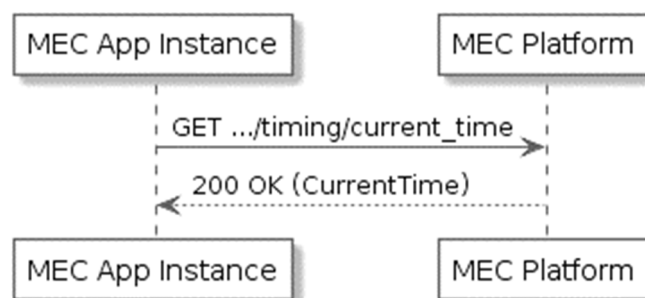 MEC App Instance
MEC Platform
GET .../timing/current_time
200 OK (CurrentTime)
MEC App Instance
MEC Platform